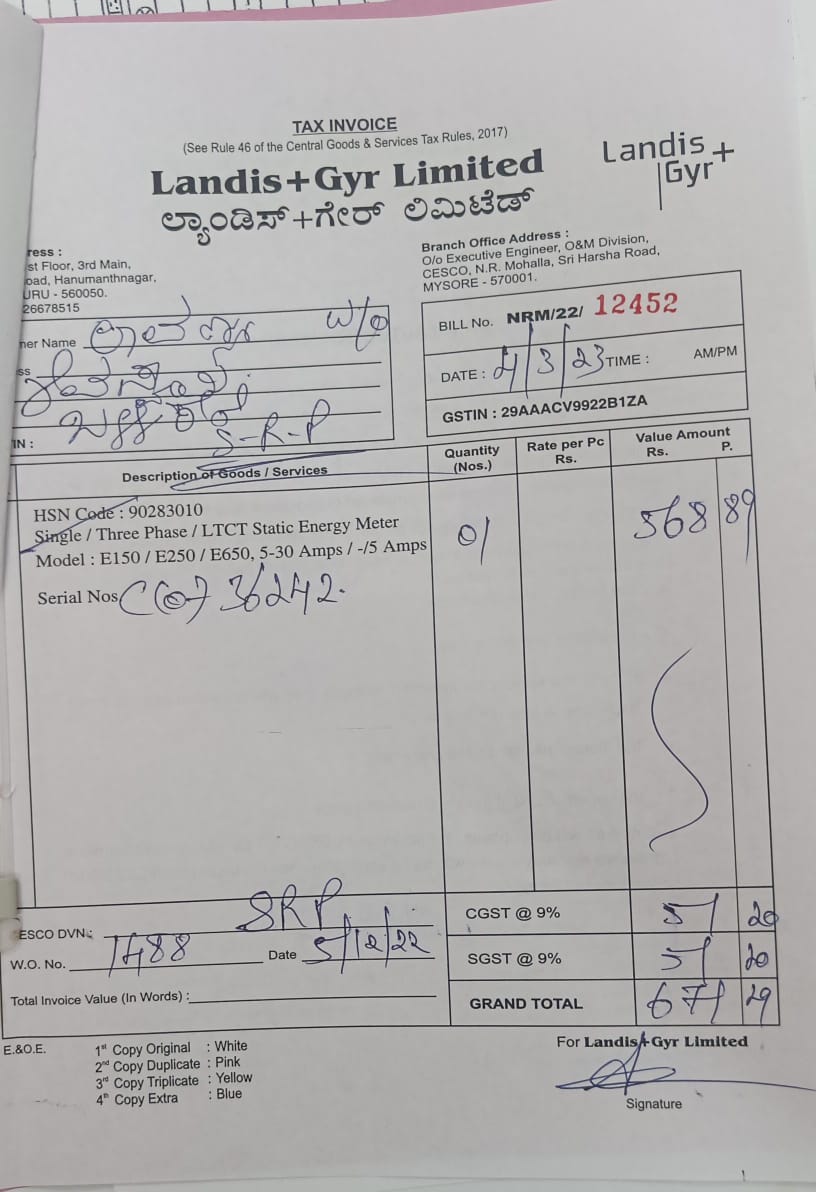 TAX INVOICE
(See Rule 46 of the Central Goods & Services Tax Rules, 2017)
Landis+Gyr Limited
ಲ್ಯಾಂಡಿಸ್+ಗೇರ್ ಲಿಮಿಟೆಡ್
Landis
Gyr+
ress :
st Floor, 3rd Main,
oad, Hanumanthnagar,
URU - 560050.
26678515
Branch Office Address :
O/o Executive Engineer, O&M Division,
CESCO, N.R. Mohalla, Sri Harsha Road,
MYSORE - 570001.
ner Name W/o
ss
IN : S-R-P
BILL No. NRM/22/ 12452
DATE : 4/3/23 TIME : AM/PM
GSTIN : 29AAACV9922B1ZA
Description of Goods / Services
Quantity (Nos.)
Rate per Pc Rs.
Value Amount Rs. P.
HSN Code : 90283010
Single / Three Phase / LTCT Static Energy Meter
Model : E150 / E250 / E650, 5-30 Amps / -/5 Amps
01
568 89
Serial Nos 36242.
ESCO DVN.: SRP
W.O. No. 1488 Date 5/12/22
Total Invoice Value (In Words) :
CGST @ 9% 51 20
SGST @ 9% 51 20
GRAND TOTAL 671 29
E.&O.E.
1st Copy Original : White
2nd Copy Duplicate : Pink
3rd Copy Triplicate : Yellow
4th Copy Extra : Blue
For Landis+Gyr Limited
Signature